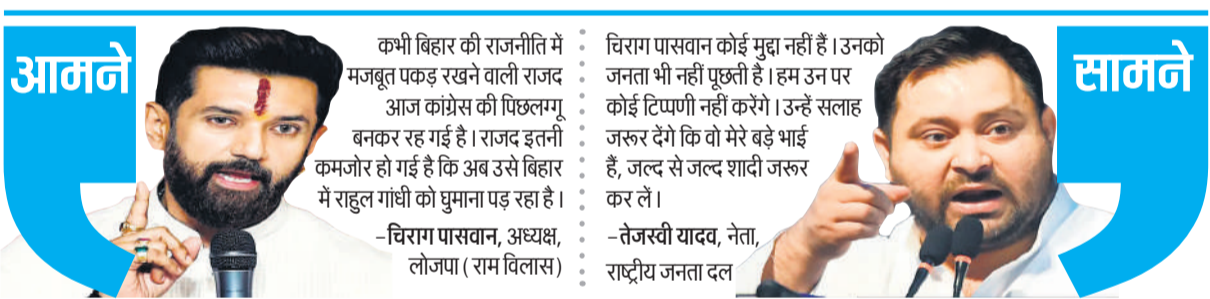 आमने
कभी बिहार की राजनीति में
मजबूत पकड़ रखने वाली राजद
आज कांग्रेस की पिछलग्गू
बनकर रह गई है। राजद इतनी
कमजोर हो गई है कि अब उसे बिहार
में राहुल गांधी को घुमाना पड़ रहा है।
–चिराग पासवान, अध्यक्ष,
लोजपा ( राम विलास )
चिराग पासवान कोई मुद्दा नहीं हैं। उनको
जनता भी नहीं पूछती है। हम उन पर
कोई टिप्पणी नहीं करेंगे। उन्हें सलाह
जरूर देंगे कि वो मेरे बड़े भाई
हैं, जल्द से जल्द शादी जरूर
कर लें।
–तेजस्वी यादव, नेता,
राष्ट्रीय जनता दल
सामने